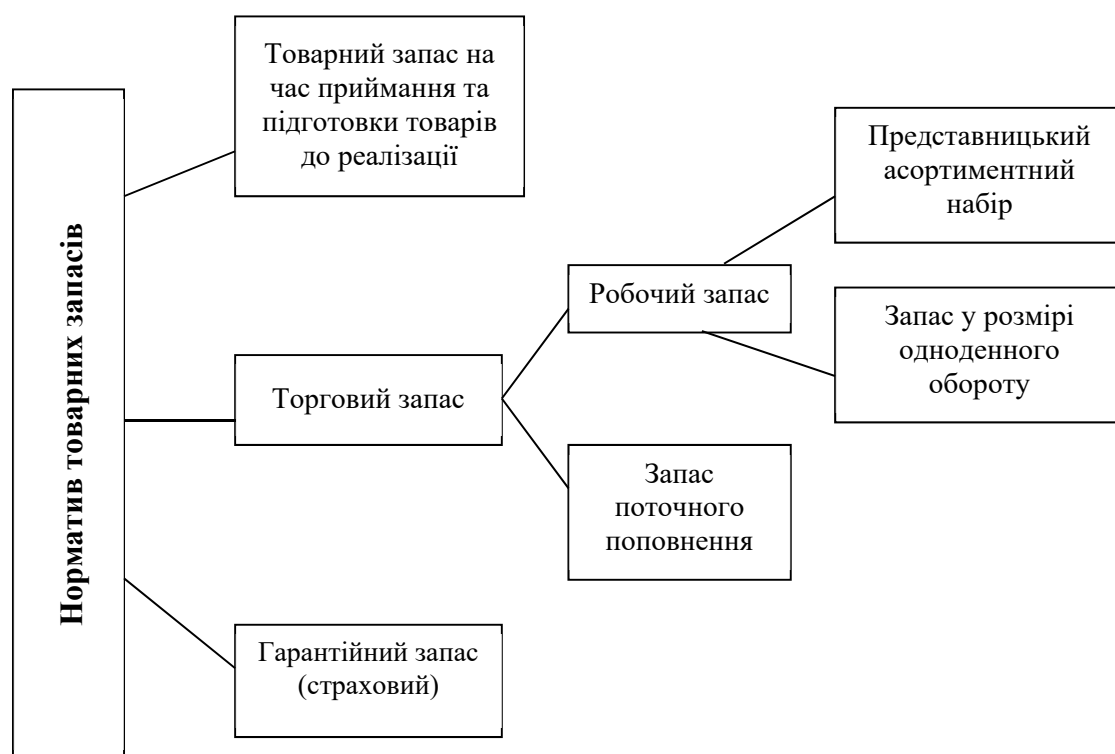 Норматив товарних запасів
Товарний запас на
час приймання та
підготовки товарів
до реалізації
Торговий запас
Гарантійний запас
(страховий)
Робочий запас
Запас
поточного
поповнення
Представницький
асортиментний
набір
Запас у розмірі
одноденного
обороту